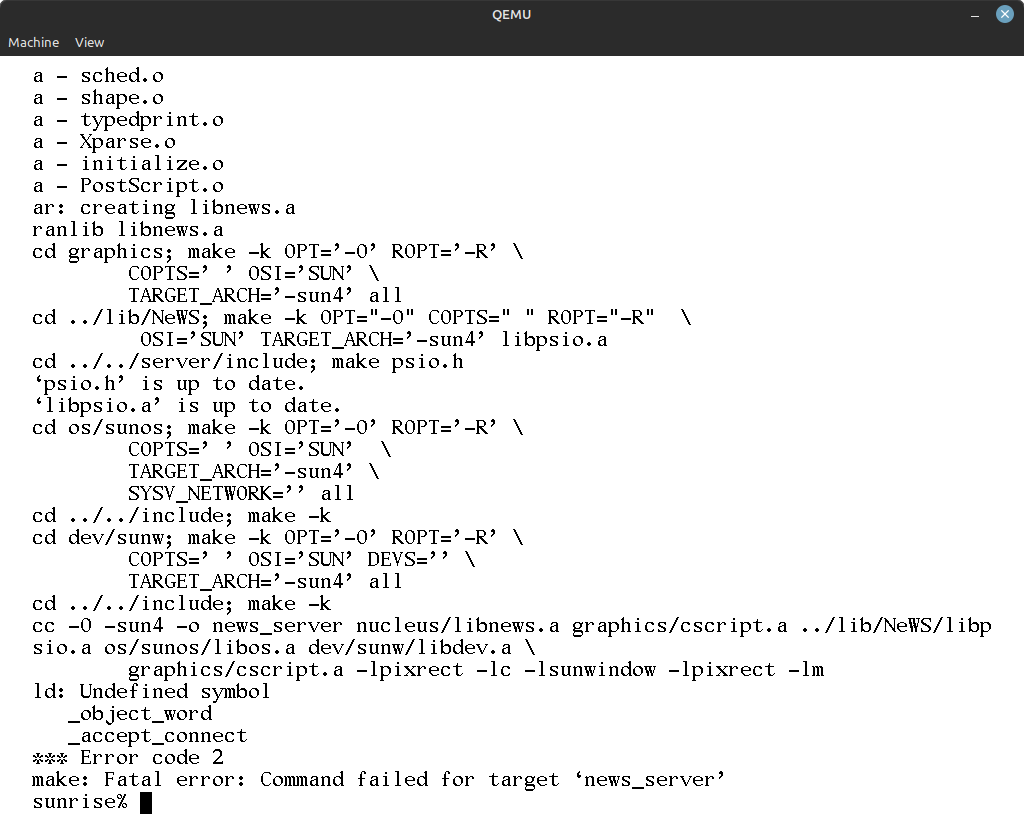 QEMU
Machine View
a - sched.o
a - shape.o
a - typedprint.o
a - Xparse.o
a - initialize.o
a - PostScript.o
ar: creating libnews.a
ranlib libnews.a
cd graphics; make -k OPT='-O' ROPT='-R' \
        COPTS=' ' OSI='SUN' \
        TARGET_ARCH='-sun4' all
cd ../lib/NeWS; make -k OPT="-O" COPTS=" " ROPT="-R"  \
         OSI='SUN' TARGET_ARCH='-sun4' libpsio.a
cd ../../server/include; make psio.h
‘psio.h’ is up to date.
‘libpsio.a’ is up to date.
cd os/sunos; make -k OPT='-O' ROPT='-R' \
        COPTS=' ' OSI='SUN'  \
        TARGET_ARCH='-sun4' \
        SYSV_NETWORK='' all
cd ../../include; make -k
cd dev/sunw; make -k OPT='-O' ROPT='-R' \
        COPTS=' ' OSI='SUN' DEVS='' \
        TARGET_ARCH='-sun4' all
cd ../../include; make -k
cc -O -sun4 -o news_server nucleus/libnews.a graphics/cscript.a ../lib/NeWS/libp
sio.a os/sunos/libos.a dev/sunw/libdev.a \
        graphics/cscript.a -lpixrect -lc -lsunwindow -lpixrect -lm
ld: Undefined symbol
   _object_word
   _accept_connect
*** Error code 2
make: Fatal error: Command failed for target ‘news_server’
sunrise%